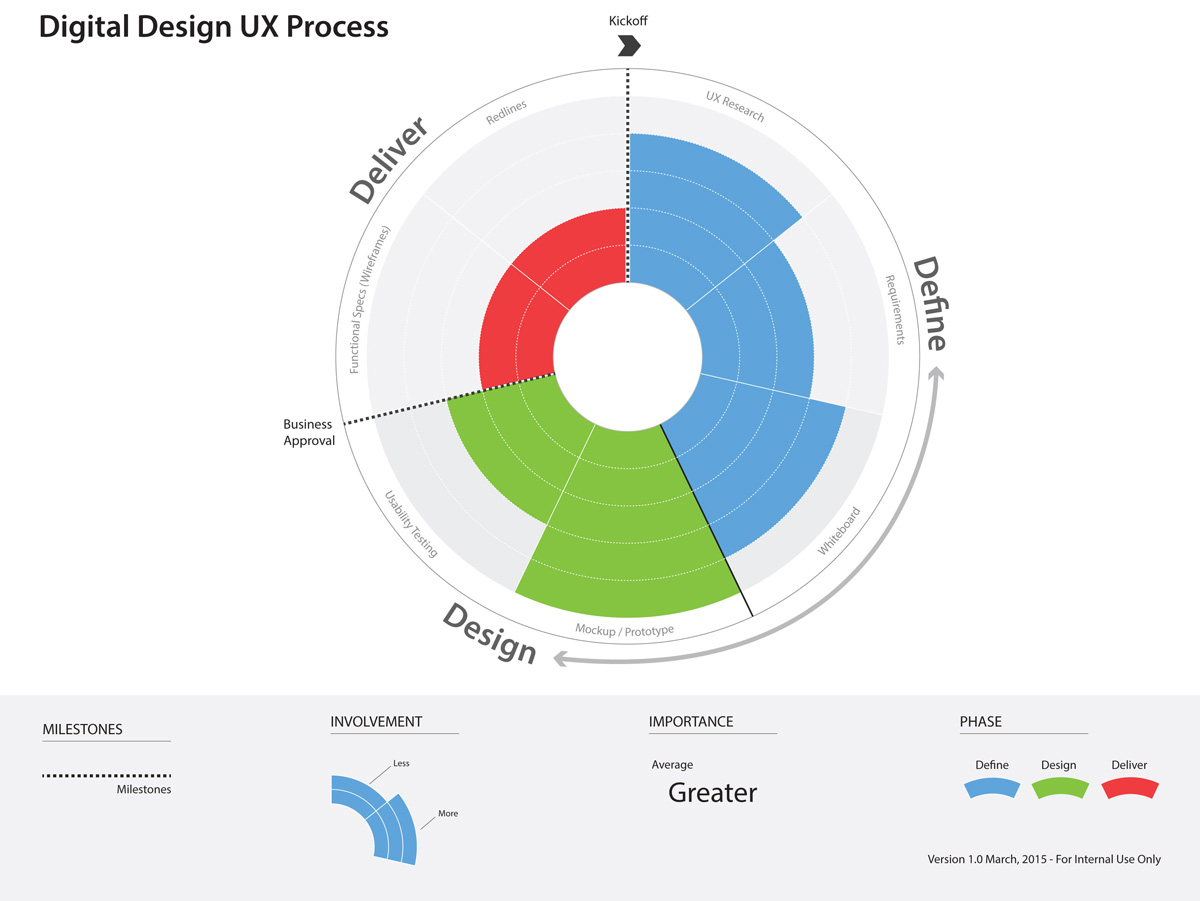 Digital Design UX Process
Kickoff
UX Research
Redlines
Deliver
Define
Requirements
Functional Specs (Wireframes)
Business
Approval
Usability Testing
Whiteboard
Design
Mockup / Prototype
MILESTONES
Milestones
INVOLVEMENT
Less
More
IMPORTANCE
Average
Greater
PHASE
Define
Design
Deliver
Version 1.0 March, 2015 - For Internal Use Only